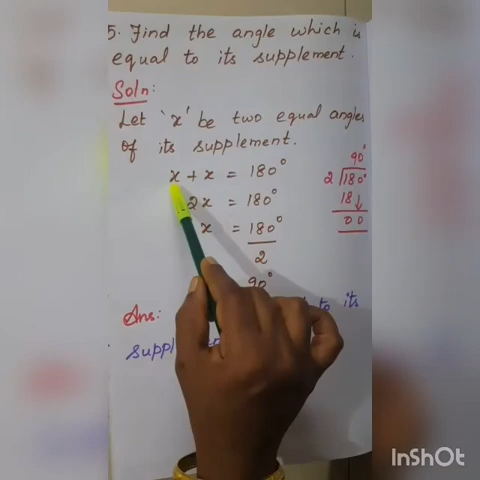 5. Find the angle which is
equal to its supplement.
Soln:
Let 'x' be two equal angles
of its supplement.
x + x = 180°
2x = 180°
x = 180°
2
90°
90°
2 180°
18
00
Ans: to its
suppl
InShOt